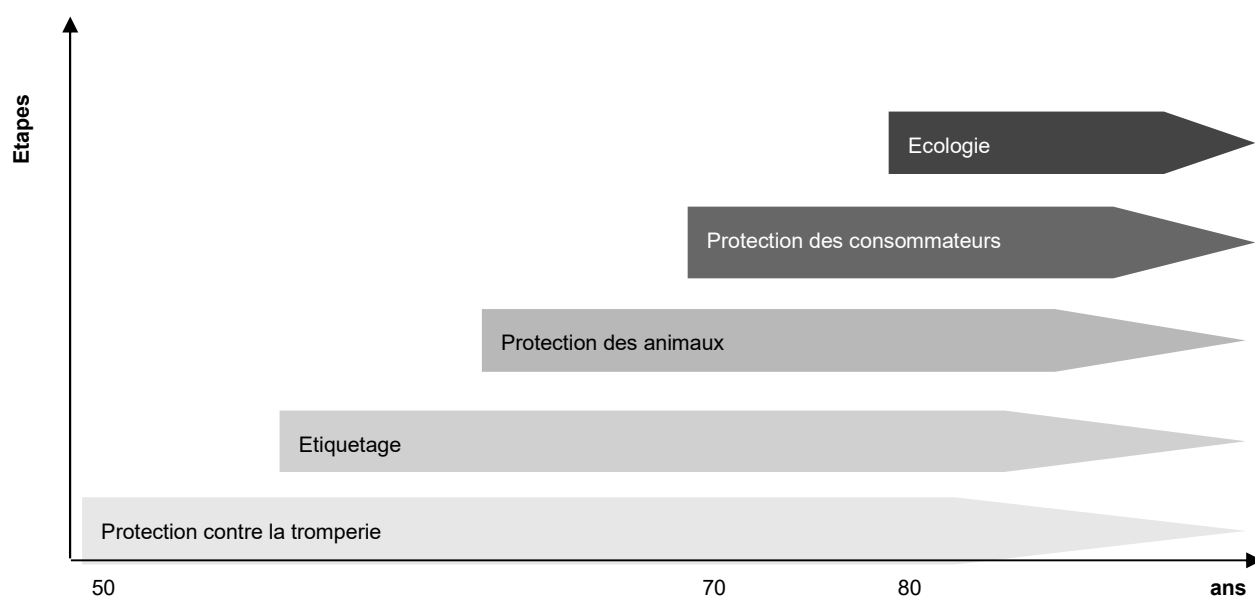 Etapes
Ecologie
Protection des consommateurs
Protection des animaux
Etiquetage
Protection contre la tromperie
50 70 80 ans